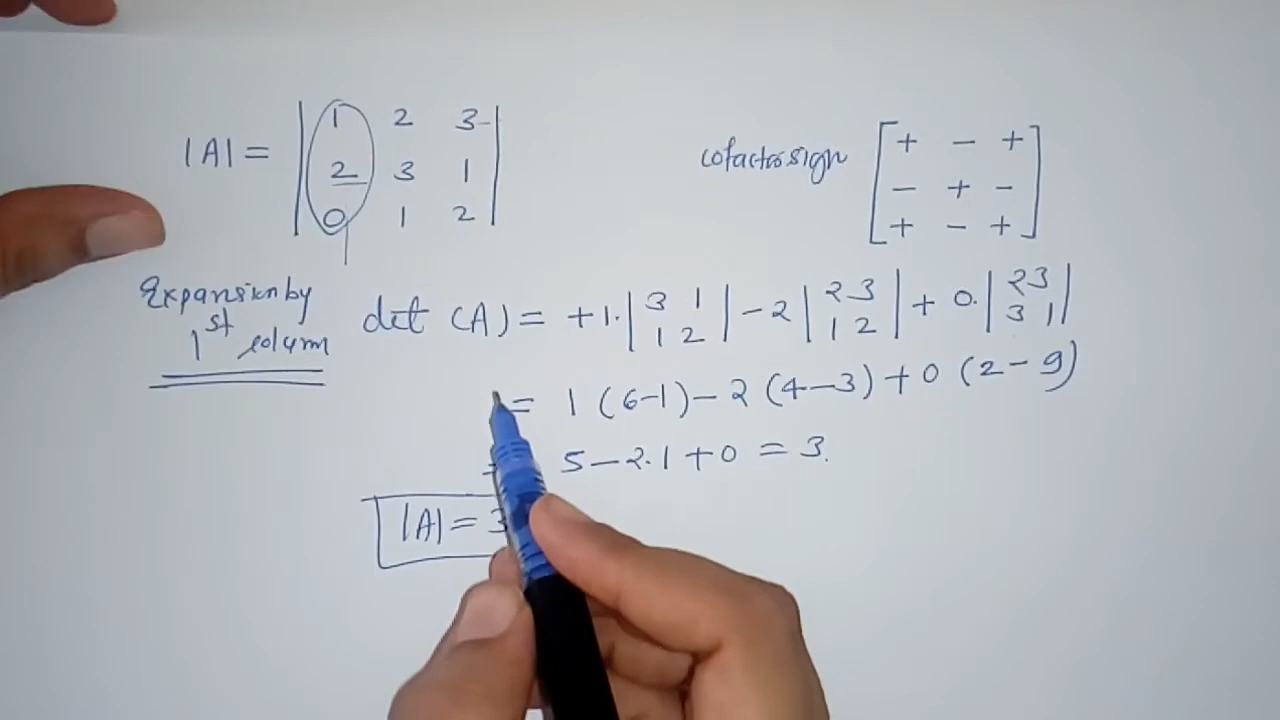 |A| = | 1 2 3 |
| 2 3 1 |
| 0 1 2 |
cofactor sign [ + - + ]
[ - + - ]
[ + - + ]
Expansion by
1st column
det (A) = +1. | 3 1 | - 2 | 2 3 | + 0. | 2 3 |
| 1 2 | | 1 2 | | 3 1 |
= 1 (6-1) - 2 (4-3) + 0 (2-9)
5 - 2.1 + 0 = 3.
|A| = 3